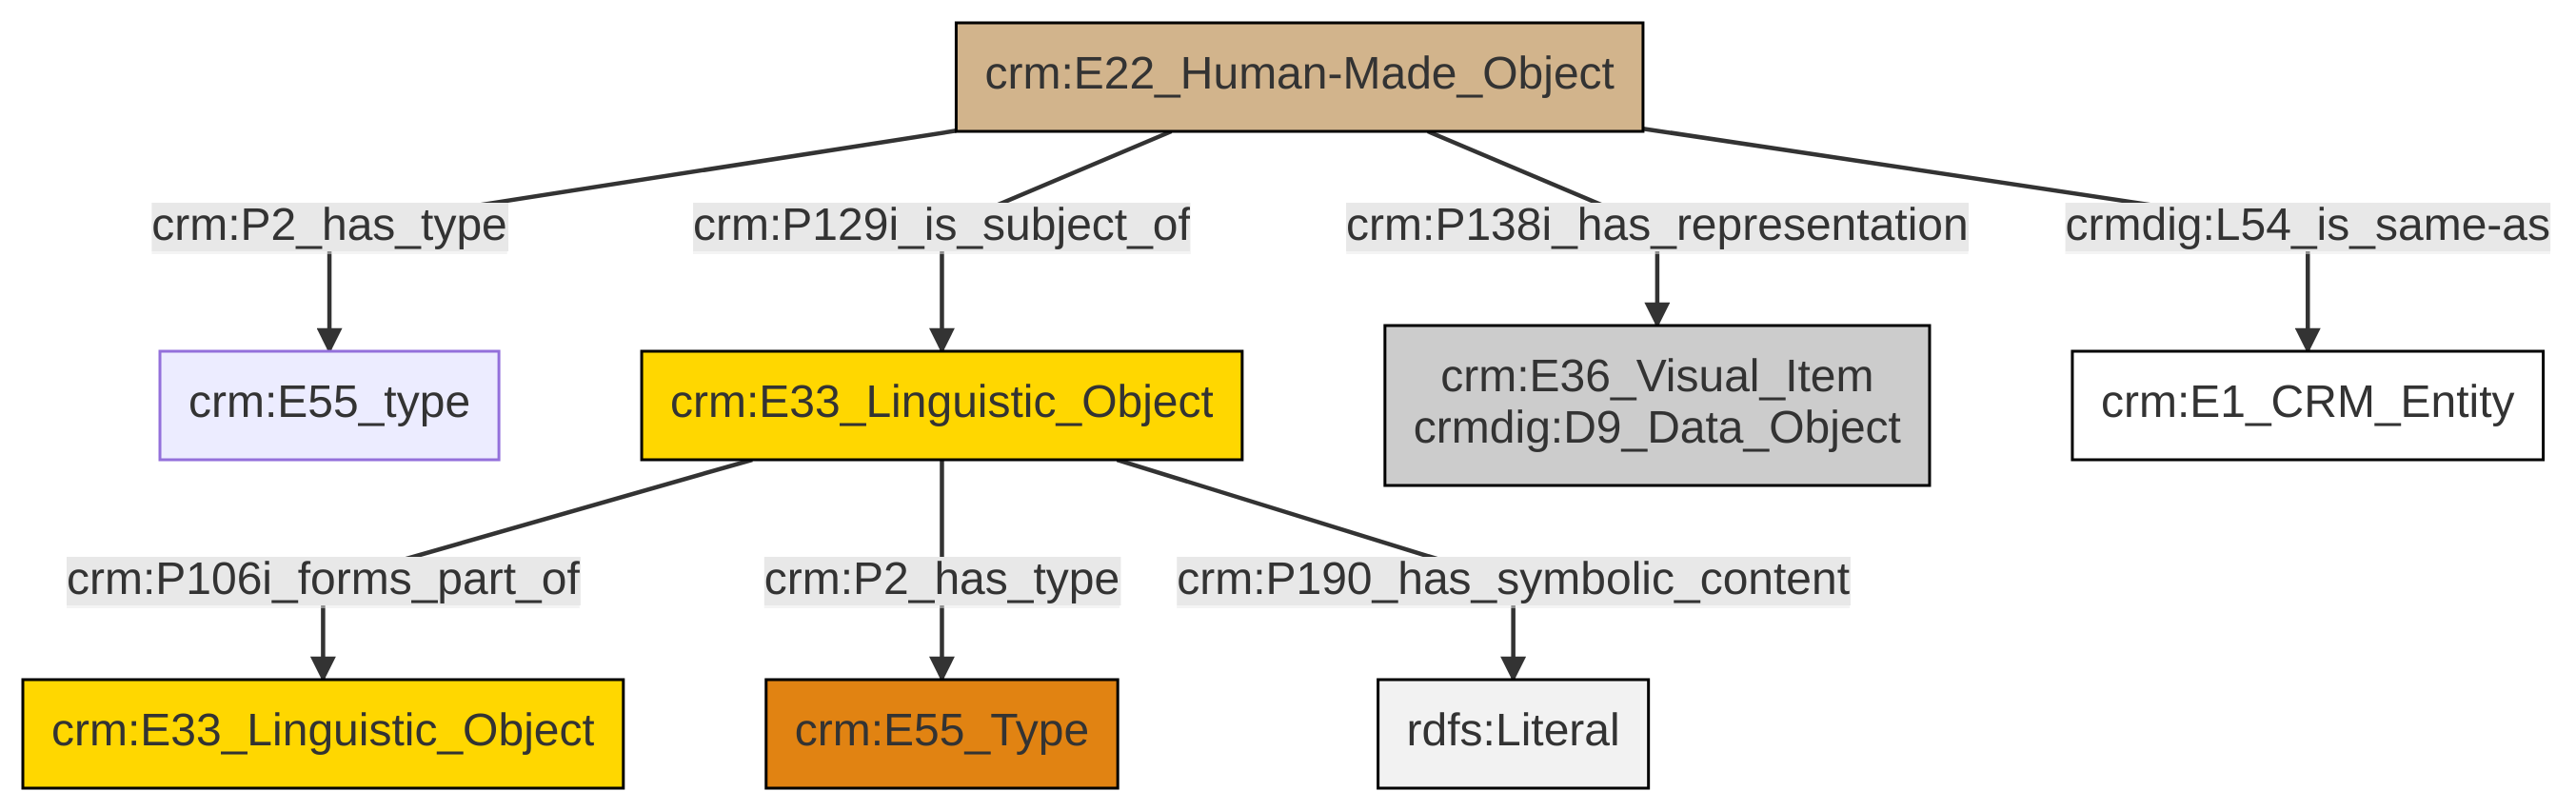 crm:E22_Human-Made_Object
crm:P2_has_type
crm:P129i_is_subject_of
crm:P138i_has_representation
crmdig:L54_is_same-as
crm:E55_type
crm:E33_Linguistic_Object
crm:E36_Visual_Item
crmdig:D9_Data_Object
crm:E1_CRM_Entity
crm:P106i_forms_part_of
crm:P2_has_type
crm:P190_has_symbolic_content
crm:E33_Linguistic_Object
crm:E55_Type
rdfs:Literal